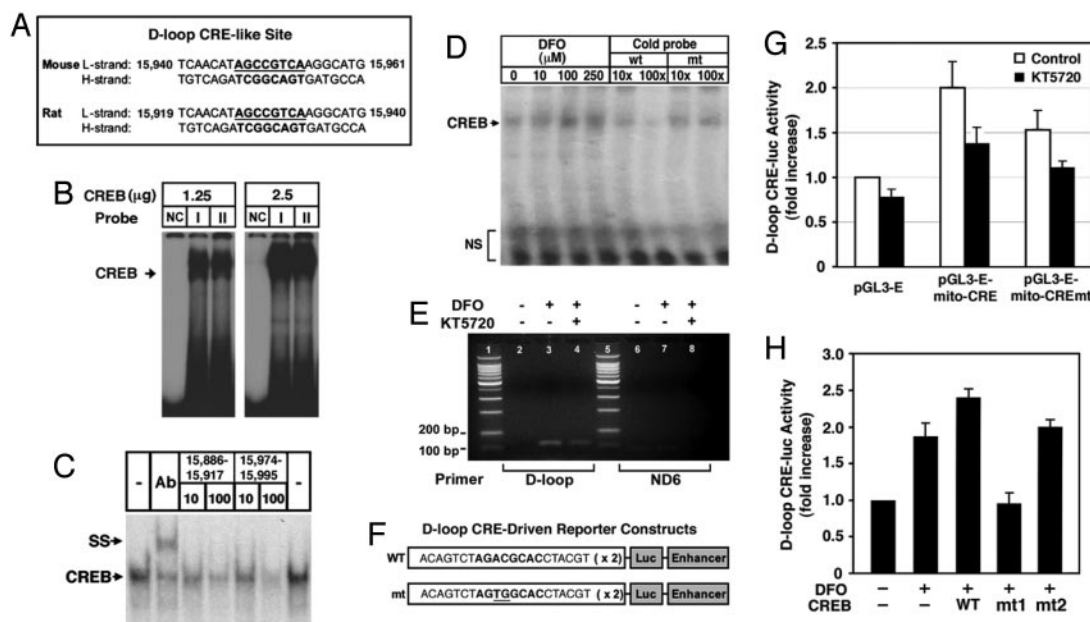 A
D-loop CRE-like Site
Mouse L-strand: 15,940 TCAACATAGCCGTCAAGGCATG 15,961
H-strand: TGTCAGATCGGCAGTGATGCCA
Rat L-strand: 15,919 TCAACATAGCCGTCAAGGCATG 15,940
H-strand: TGTCAGATCGGCAGTGATGCCA
B
CREB (μg) 1.25 2.5
Probe NC I II NC I II
CREB
C
- Ab 15,886-15,917 15,974-15,995 -
10 100 10 100
SS
CREB
D
DFO (μM) Cold probe
wt mt
0 10 100 250 10x 100x 10x 100x
CREB
NS
E
DFO - + + - + +
KT5720 - - + - - +
1 2 3 4 5 6 7 8
200 bp
100 bp
Primer D-loop ND6
F
D-loop CRE-Driven Reporter Constructs
WT ACAGTCTAGACGCACCTACGT (x 2) Luc Enhancer
mt ACAGTCTAGTGGCACCTACGT (x 2) Luc Enhancer
G
Control
KT5720
D-loop CRE-luc Activity
(fold increase)
2.5
2.0
1.5
1.0
0.5
0
pGL3-E
pGL3-E-mito-CRE
pGL3-E-mito-CREmt
H
D-loop CRE-luc Activity
(fold increase)
3.0
2.5
2.0
1.5
1.0
0.5
0
DFO - + + + +
CREB - - WT mt1 mt2